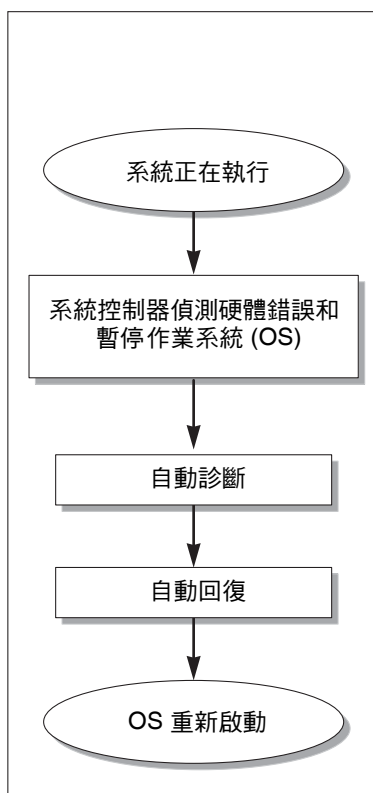 系統正在執行
系統控制器偵測硬體錯誤和
暫停作業系統 (OS)
自動診斷
自動回復
OS 重新啟動